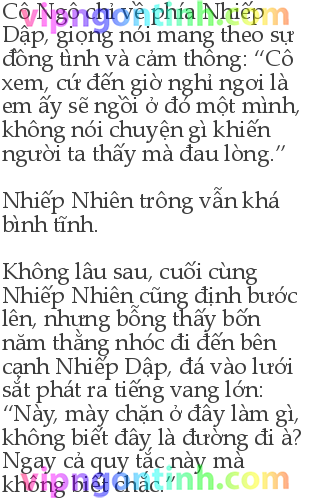 Cô Ngô chỉ về phía Nhiếp
Dập, giọng nói mang theo sự
đồng tình và cảm thông: “Cô
xem, cứ đến giờ nghỉ ngơi là
em ấy sẽ ngồi ở đó một mình,
không nói chuyện gì khiến
người ta thấy mà đau lòng.”
Nhiếp Nhiên trông vẫn khá
bình tĩnh.
Không lâu sau, cuối cùng
Nhiếp Nhiên cũng định bước
lên, nhưng bỗng thấy bốn
năm thằng nhóc đi đến bên
cạnh Nhiếp Dập, đá vào lưới
sắt phát ra tiếng vang lớn:
“Này, mày chặn ở đây làm gì,
không biết đây là đường đi à?
Ngay cả quy tắc này mà
không biết chắc.”
vipngontinh.com
vipngontinh.com